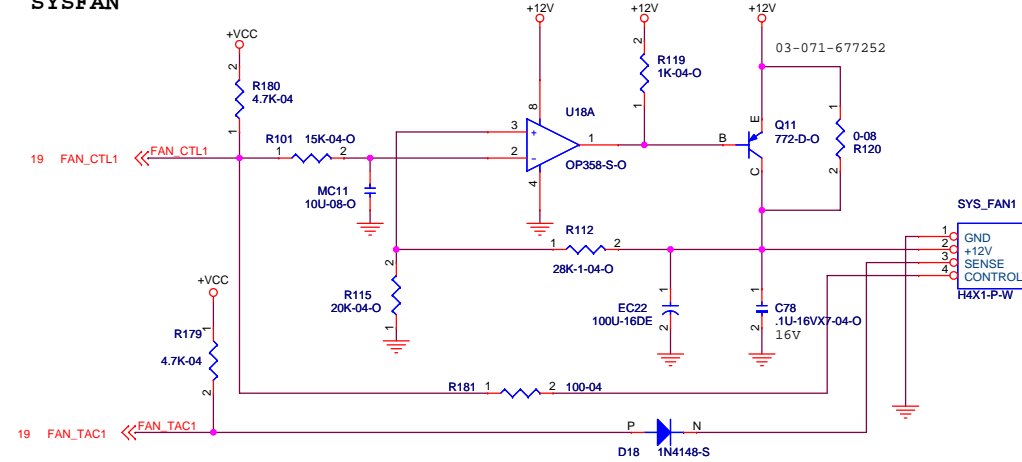 SYSFAN
+12V
+12V
+12V
03-071-677252
+VCC
2
R180
4.7K-04
1
2
R119
1K-04-O
1
8
U18A
3
+
1
2
-
OP358-S-O
4
E
Q11
772-D-O
B
C
1
0-08
R120
2
19 FAN_CTL1
FAN_CTL1
R101 15K-04-O
1 2
MC11
10U-08-O
R112
1 2
28K-1-04-O
2
R115
20K-04-O
1
1
EC22
100U-16DE
2
1
C78
.1U-16VX7-04-O
2
16V
SYS_FAN1
1 GND
2 +12V
3 SENSE
4 CONTROL
H4X1-P-W
+VCC
1
R179
4.7K-04
2
R181 1 2 100-04
19 FAN_TAC1
FAN_TAC1
P N
D18 1N4148-S